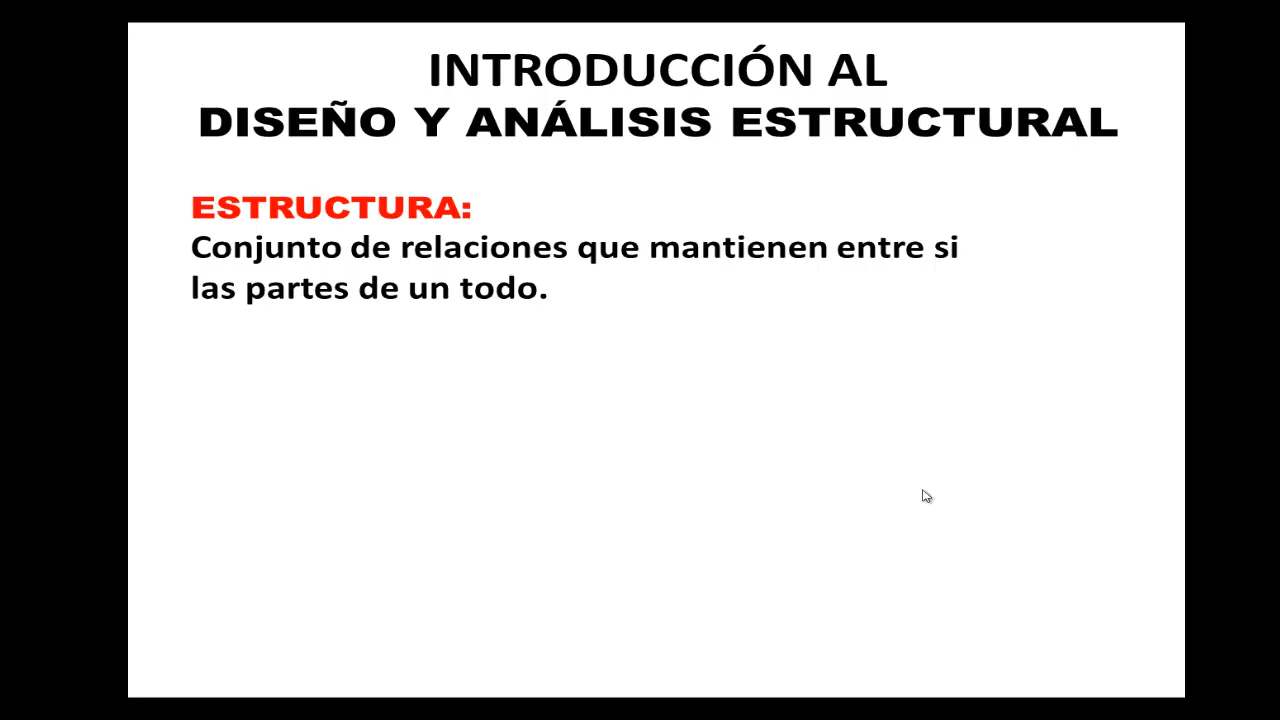 INTRODUCCIÓN AL
DISEÑO Y ANÁLISIS ESTRUCTURAL
ESTRUCTURA:
Conjunto de relaciones que mantienen entre si
las partes de un todo.